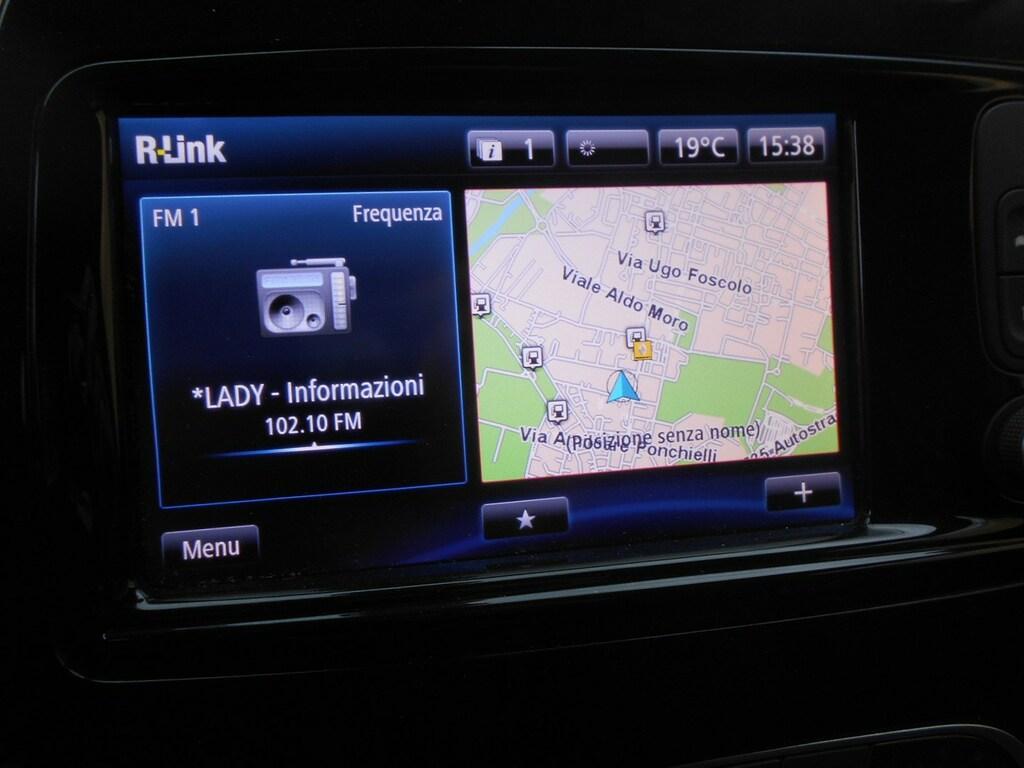 R-Link
i 1
19°C
15:38
FM 1
Frequenza
*LADY - Informazioni
102.10 FM
Via Ugo Foscolo
Viale Aldo Moro
(Posizione senza nome)
Via Ponchielli
25-Autostra
Menu